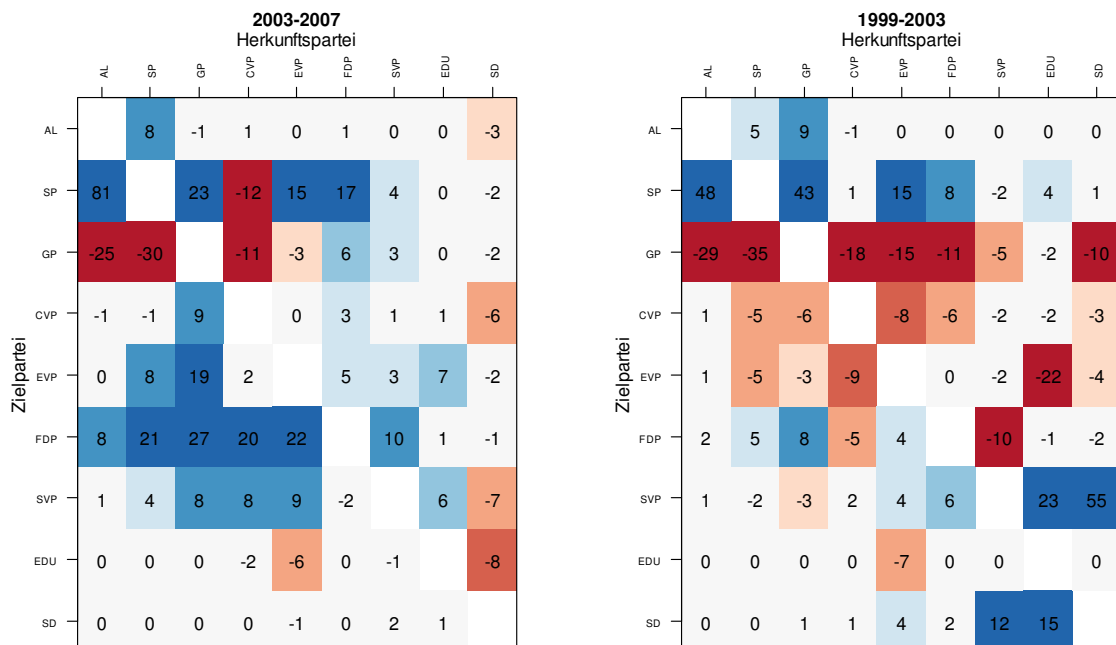 2003-2007
Herkunftspartei
AL SP GP CVP EVP FDP SVP EDU SD
Zielpartei
AL 8 -1 1 0 1 0 0 -3
SP 81 23 -12 15 17 4 0 -2
GP -25 -30 -11 -3 6 3 0 -2
CVP -1 -1 9 0 3 1 1 -6
EVP 0 8 19 2 5 3 7 -2
FDP 8 21 27 20 22 10 1 -1
SVP 1 4 8 8 9 -2 6 -7
EDU 0 0 0 -2 -6 0 -1 -8
SD 0 0 0 0 -1 0 2 1
1999-2003
Herkunftspartei
AL SP GP CVP EVP FDP SVP EDU SD
Zielpartei
AL 5 9 -1 0 0 0 0 0
SP 48 43 1 15 8 -2 4 1
GP -29 -35 -18 -15 -11 -5 -2 -10
CVP 1 -5 -6 -8 -6 -2 -2 -3
EVP 1 -5 -3 -9 0 -2 -22 -4
FDP 2 5 8 -5 4 -10 -1 -2
SVP 1 -2 -3 2 4 6 23 55
EDU 0 0 0 0 -7 0 0 0
SD 0 0 1 1 4 2 12 15